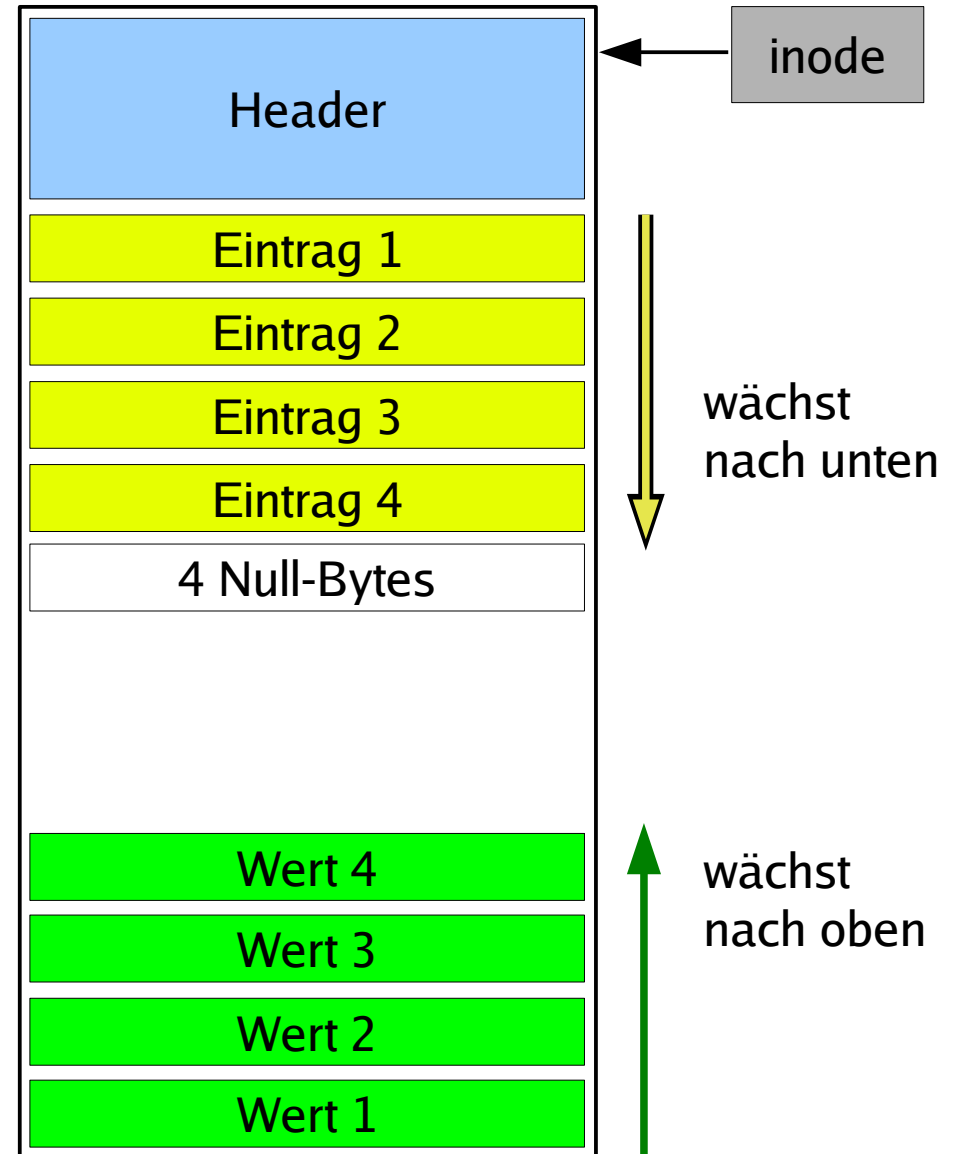 inode
Header
Eintrag 1
Eintrag 2
Eintrag 3
Eintrag 4
wächst
nach unten
4 Null-Bytes
Wert 4
Wert 3
Wert 2
Wert 1
wächst
nach oben